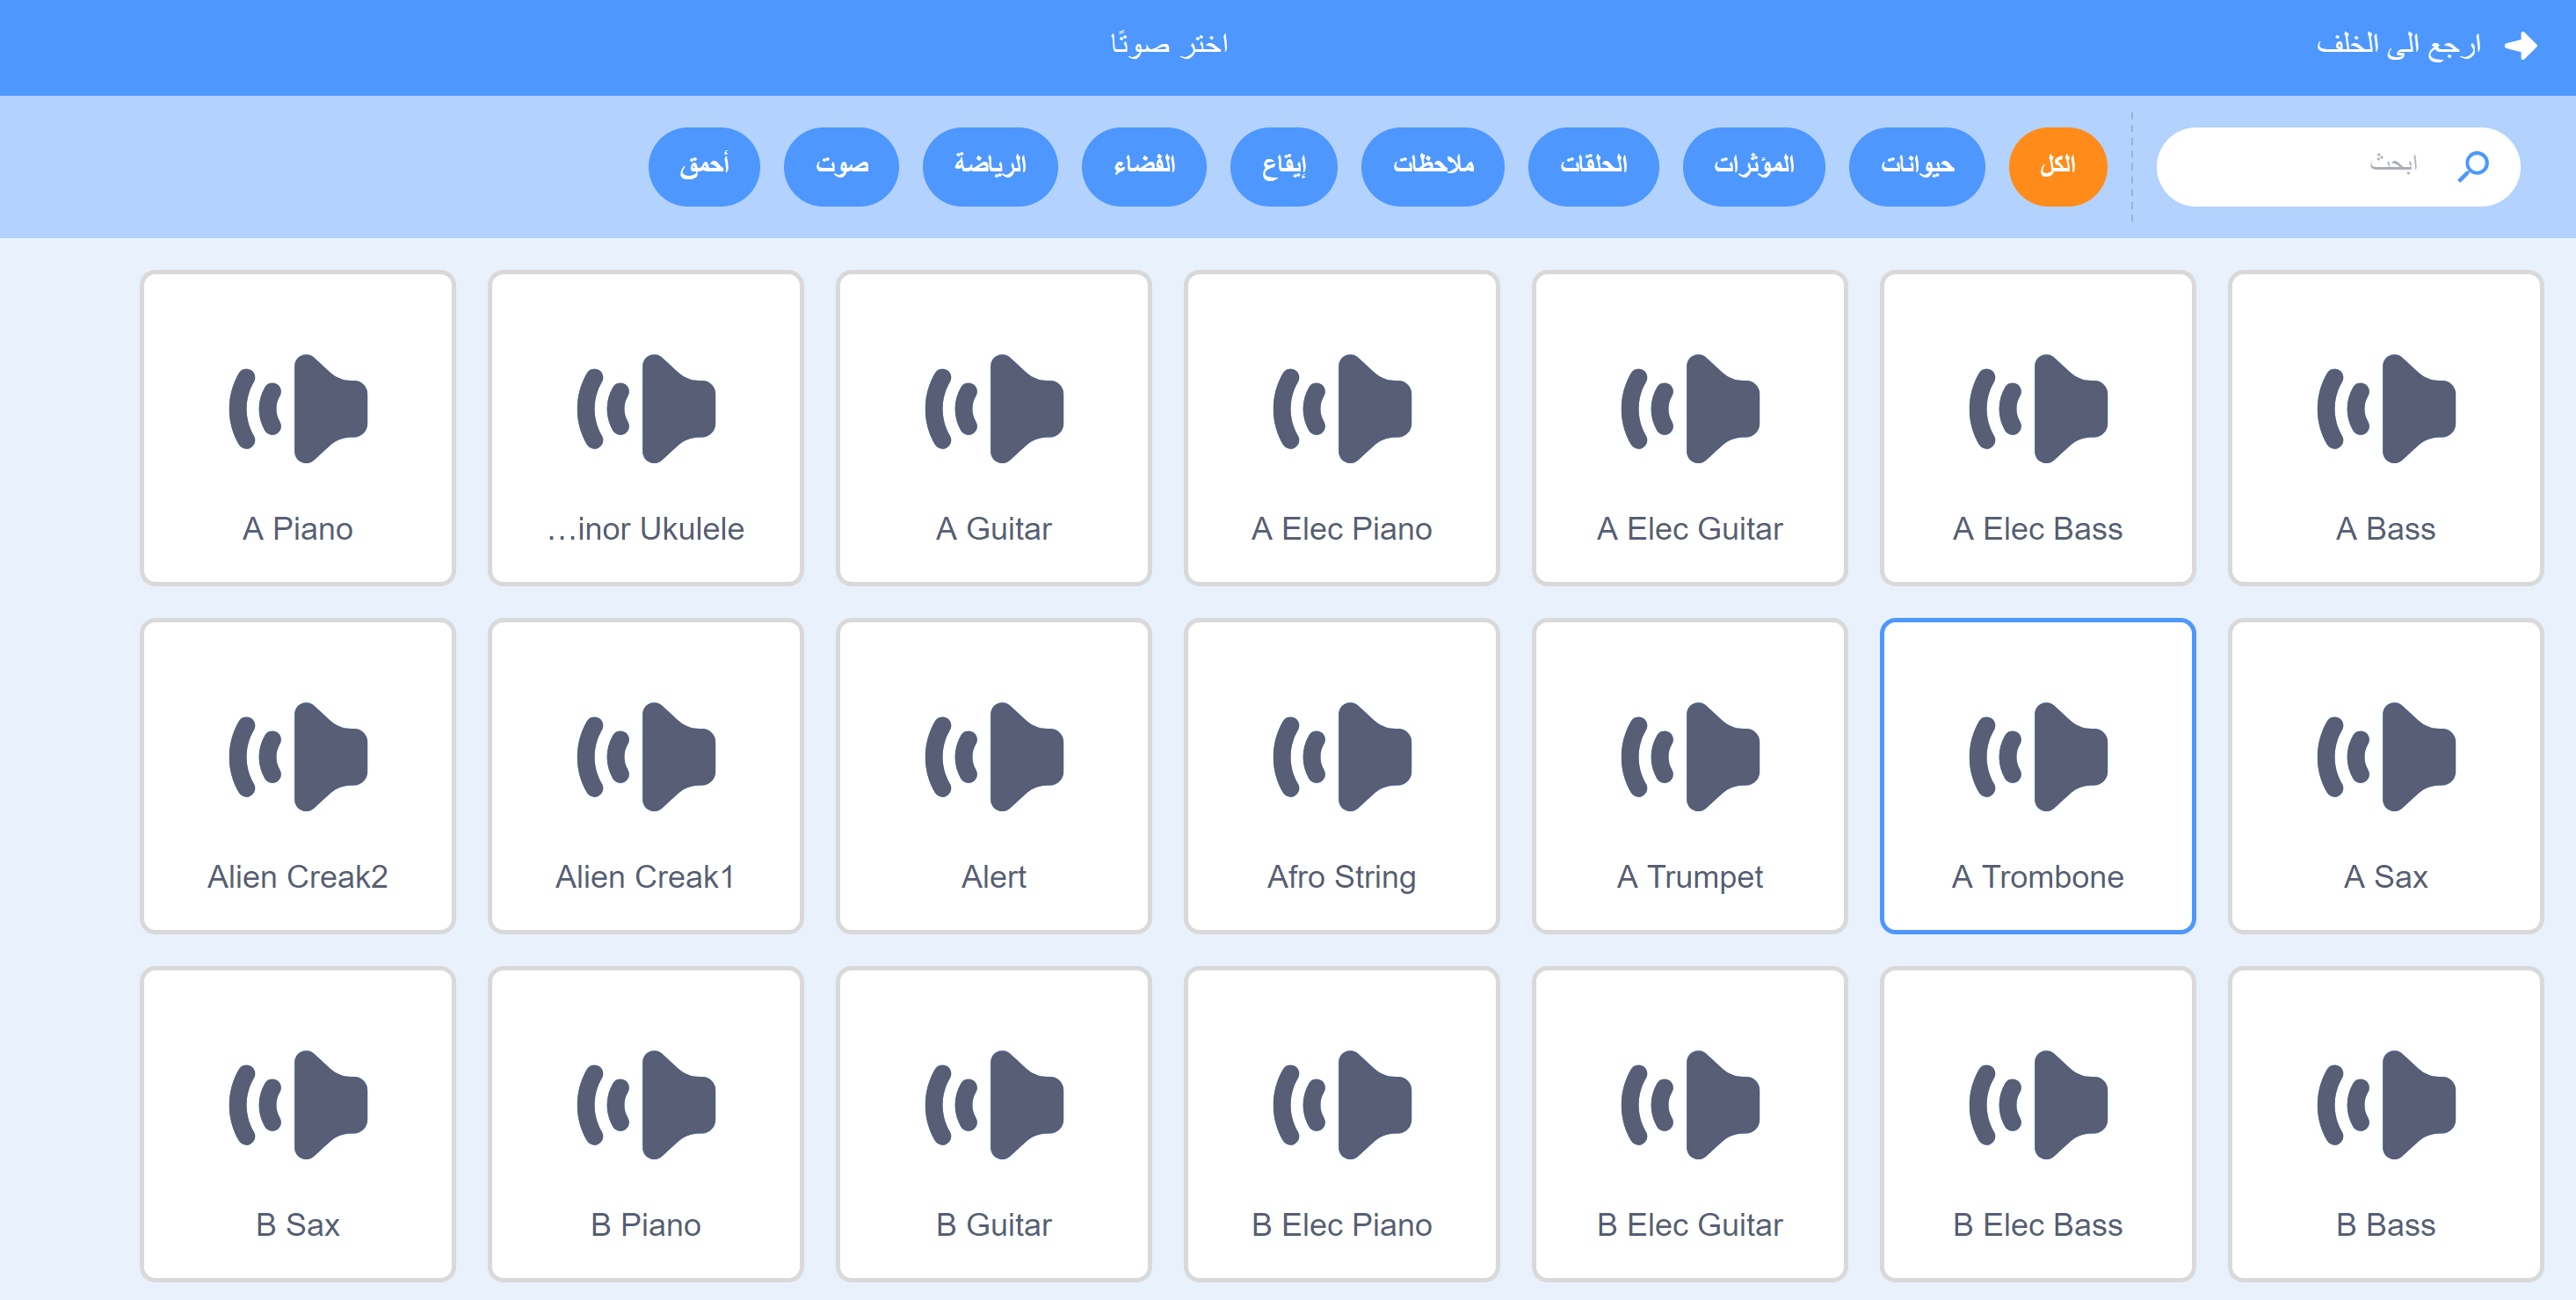 ارجع الى الخلف
اختر صوتًا
ابحث
الكل
حيوانات
المؤثرات
الحلقات
ملاحظات
إيقاع
الفضاء
الرياضة
صوت
أحمق
A Bass
A Elec Bass
A Elec Guitar
A Elec Piano
A Guitar
…inor Ukulele
A Piano
A Sax
A Trombone
A Trumpet
Afro String
Alert
Alien Creak1
Alien Creak2
B Bass
B Elec Bass
B Elec Guitar
B Elec Piano
B Guitar
B Piano
B Sax